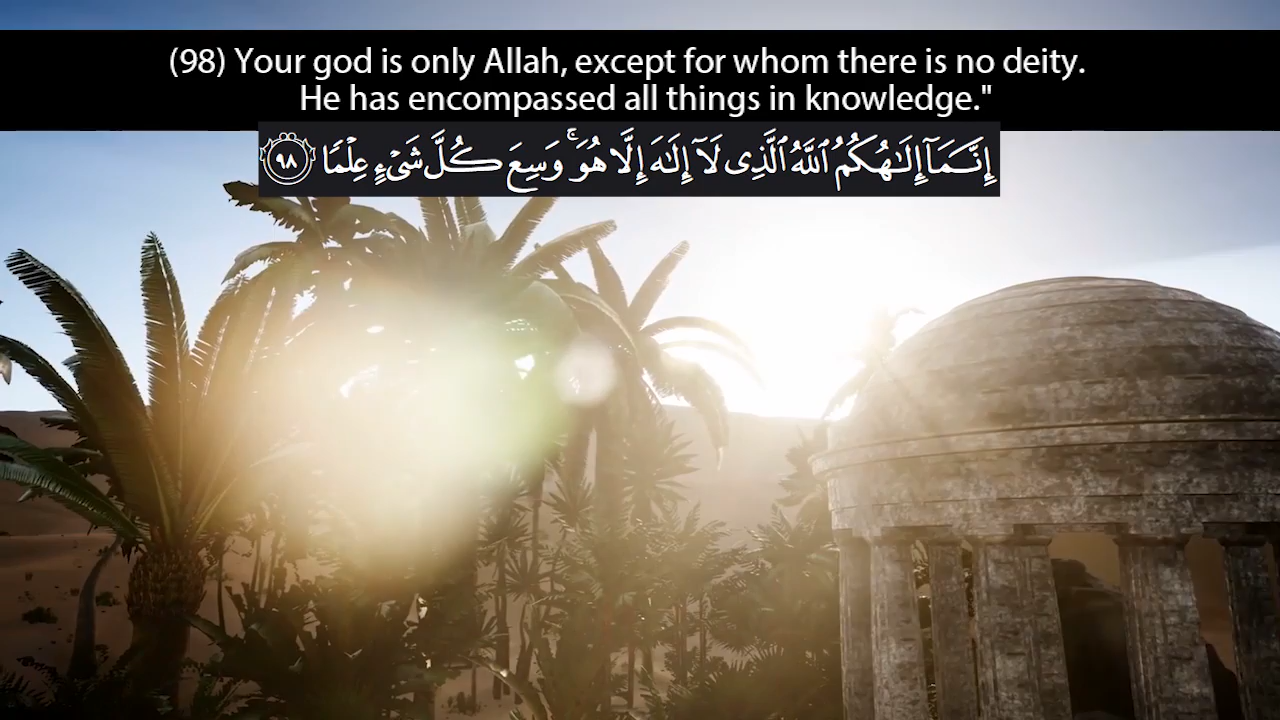 (98) Your god is only Allah, except for whom there is no deity.
He has encompassed all things in knowledge."
إِنَّمَآ إِلَـٰهُكُمُ ٱللَّهُ ٱلَّذِى لَآ إِلَـٰهَ إِلَّا هُوَ ۚ وَسِعَ كُلَّ شَىْءٍ عِلْمًا ٩٨